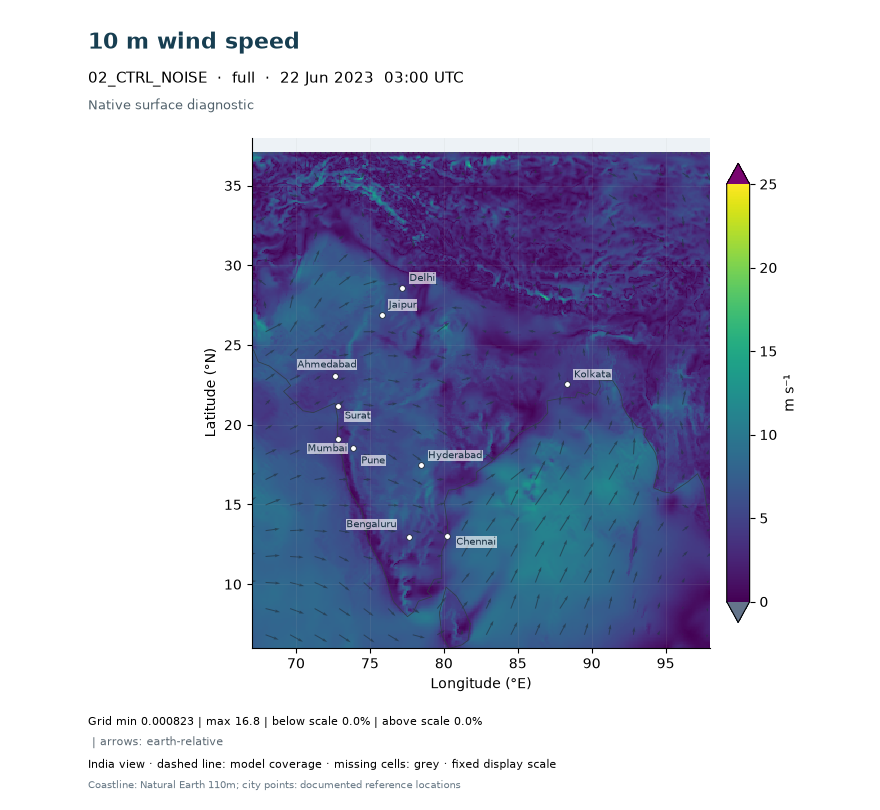 10 m wind speed
02_CTRL_NOISE · full · 22 Jun 2023 03:00 UTC
Native surface diagnostic
35
30
25
20
15
10
Latitude (°N)
70
75
80
85
90
95
Longitude (°E)
Delhi
Jaipur
Ahmedabad
Kolkata
Surat
Mumbai
Pune
Hyderabad
Bengaluru
Chennai
25
20
15
10
5
0
m s⁻¹
Grid min 0.000823 | max 16.8 | below scale 0.0% | above scale 0.0%
| arrows: earth-relative
India view · dashed line: model coverage · missing cells: grey · fixed display scale
Coastline: Natural Earth 110m; city points: documented reference locations